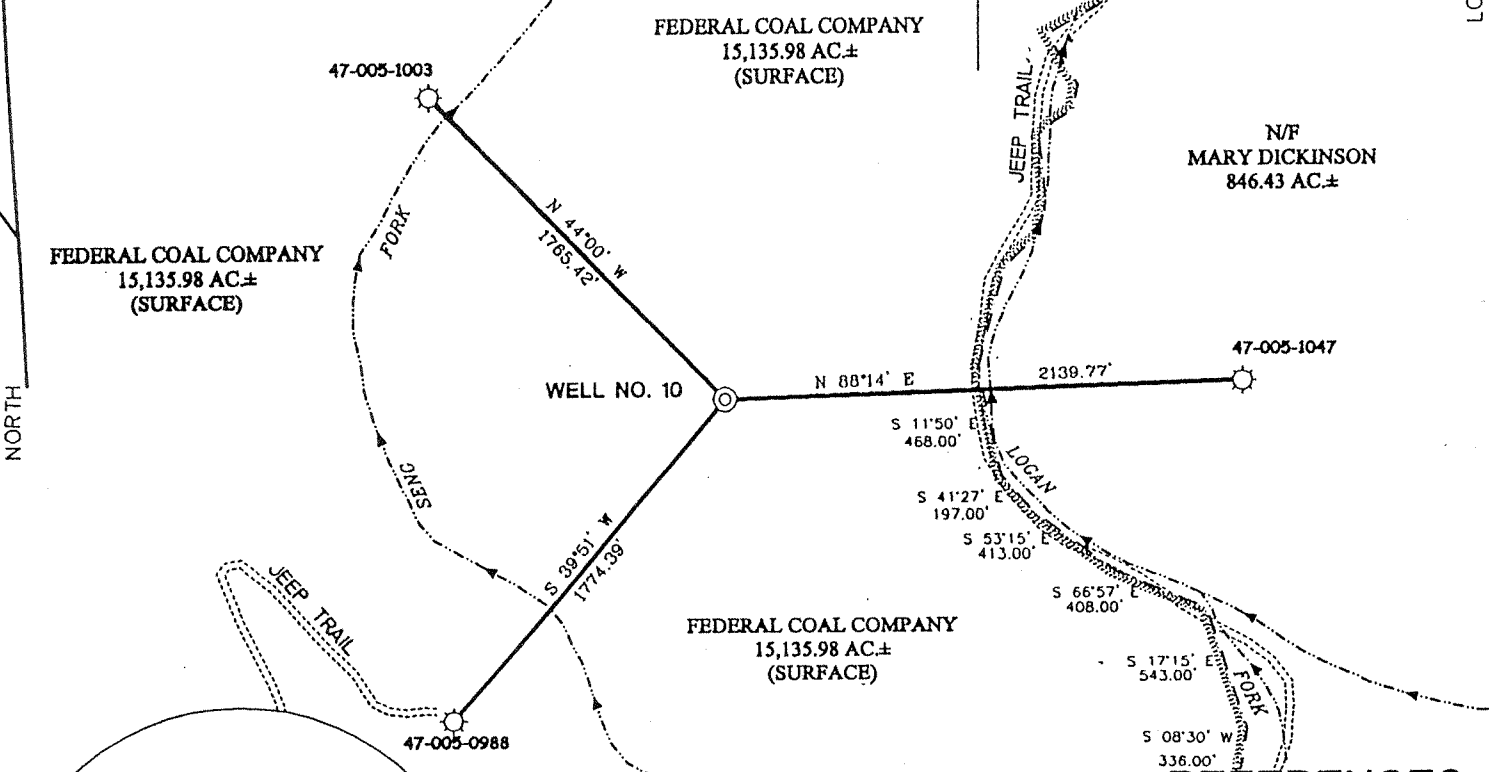 FEDERAL COAL COMPANY
15,135.98 AC.±
(SURFACE)
LO
47-005-1003
JEEP TRAIL
N/F
MARY DICKINSON
846.43 AC.±
FORK
N 44°00' W
1765.42'
FEDERAL COAL COMPANY
15,135.98 AC.±
(SURFACE)
47-005-1047
WELL NO. 10
N 88°14' E
2139.77'
NORTH
S 11°50' E
468.00'
LOGAN
SENG
S 41°27' E
197.00'
S 53°15' E
413.00'
S 39°51' W
1774.39'
JEEP TRAIL
S 66°57' E
408.00'
FEDERAL COAL COMPANY
15,135.98 AC.±
(SURFACE)
S 17°15' E
543.00'
FORK
47-005-0988
S 08°30' W
336.00'